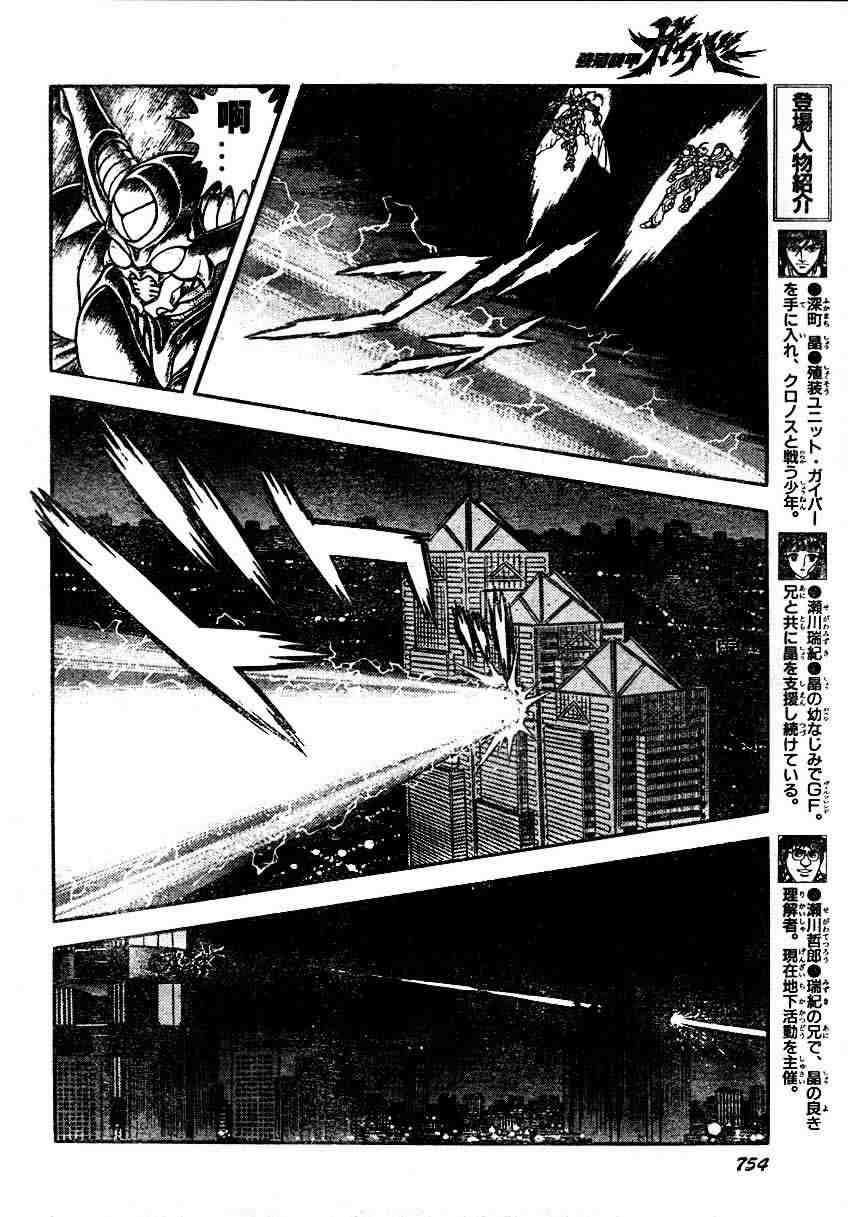 強殖装甲
ガイバー
登場人物紹介
●深町 晶●殖装ユニット・ガイバー
を手に入れ、クロノスと戦う少年。
●瀬川瑞紀●晶の幼なじみでGF。
兄と共に晶を支援し続けている。
●瀬川哲郎●瑞紀の兄で、晶の良き
理解者。現在地下活動を主催。
啊…
754